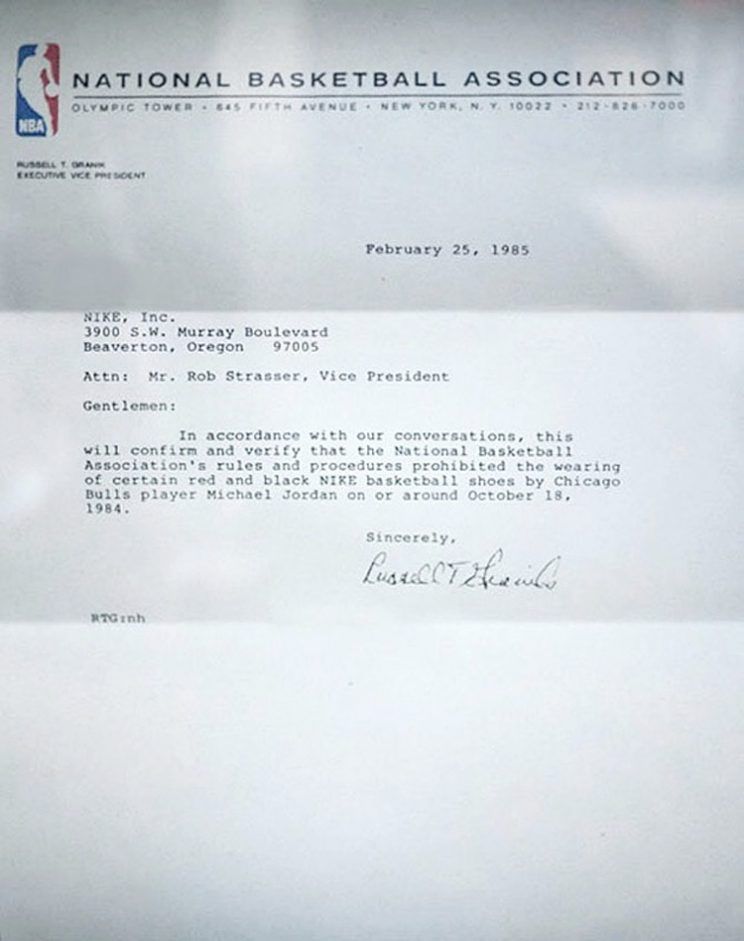 NATIONAL BASKETBALL ASSOCIATION
OLYMPIC TOWER • 645 FIFTH AVENUE • NEW YORK, N. Y. 10022 • 212-826-7000
NBA
RUSSELL T. GRANIK
EXECUTIVE VICE PRESIDENT
February 25, 1985
NIKE, Inc.
3900 S.W. Murray Boulevard
Beaverton, Oregon 97005
Attn: Mr. Rob Strasser, Vice President
Gentlemen:
In accordance with our conversations, this
will confirm and verify that the National Basketball
Association's rules and procedures prohibited the wearing
of certain red and black NIKE basketball shoes by Chicago
Bulls player Michael Jordan on or around October 18,
1984.
Sincerely,
Russell T Granik
RTG:nh